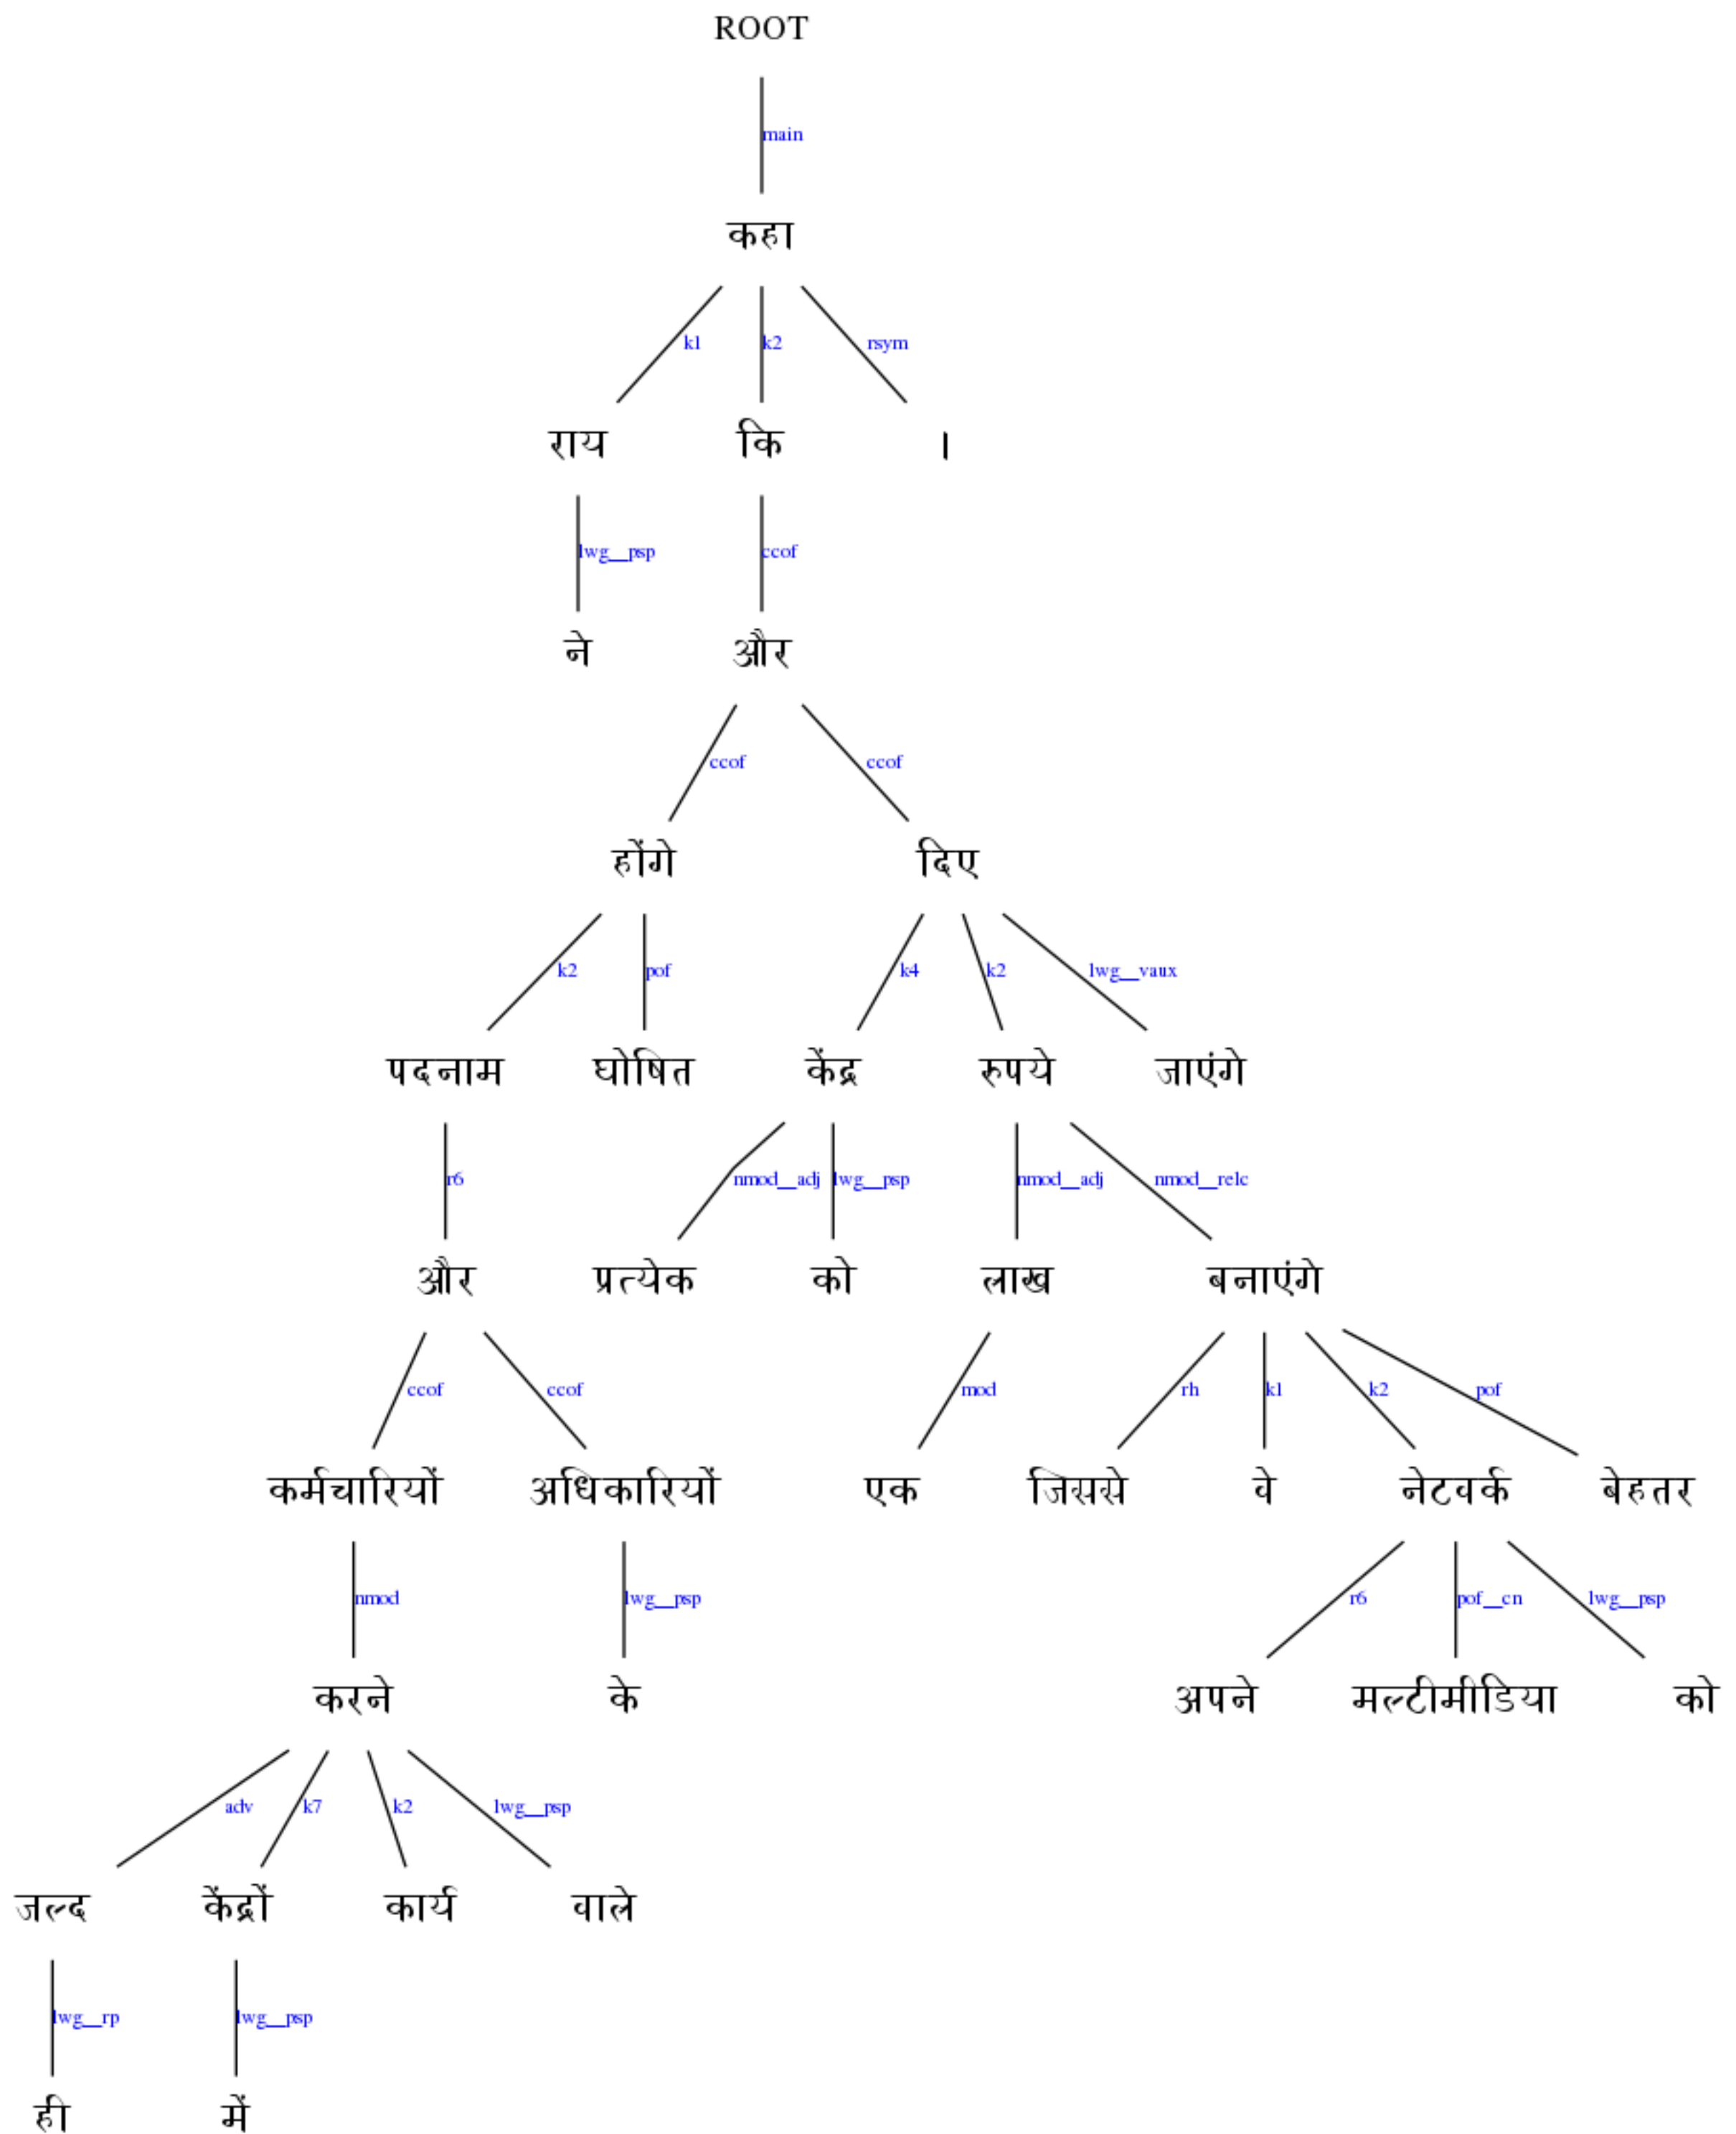 ROOT
main
कहा
k1 k2 rsym
राय कि ।
lwg__psp ccof
ने और
ccof ccof
होंगे दिए
k2 pof k4 k2 lwg__vaux
पदनाम घोषित केंद्र रुपये जाएंगे
r6 nmod__adj lwg__psp nmod__adj nmod__relc
और प्रत्येक को लाख बनाएंगे
ccof ccof mod rh k1 k2 pof
कर्मचारियों अधिकारियों एक जिससे वे नेटवर्क बेहतर
nmod lwg__psp r6 pof__cn lwg__psp
करने के अपने मल्टीमीडिया को
adv k7 k2 lwg__psp
जल्द केंद्रों कार्य वाले
lwg__rp lwg__psp
ही में